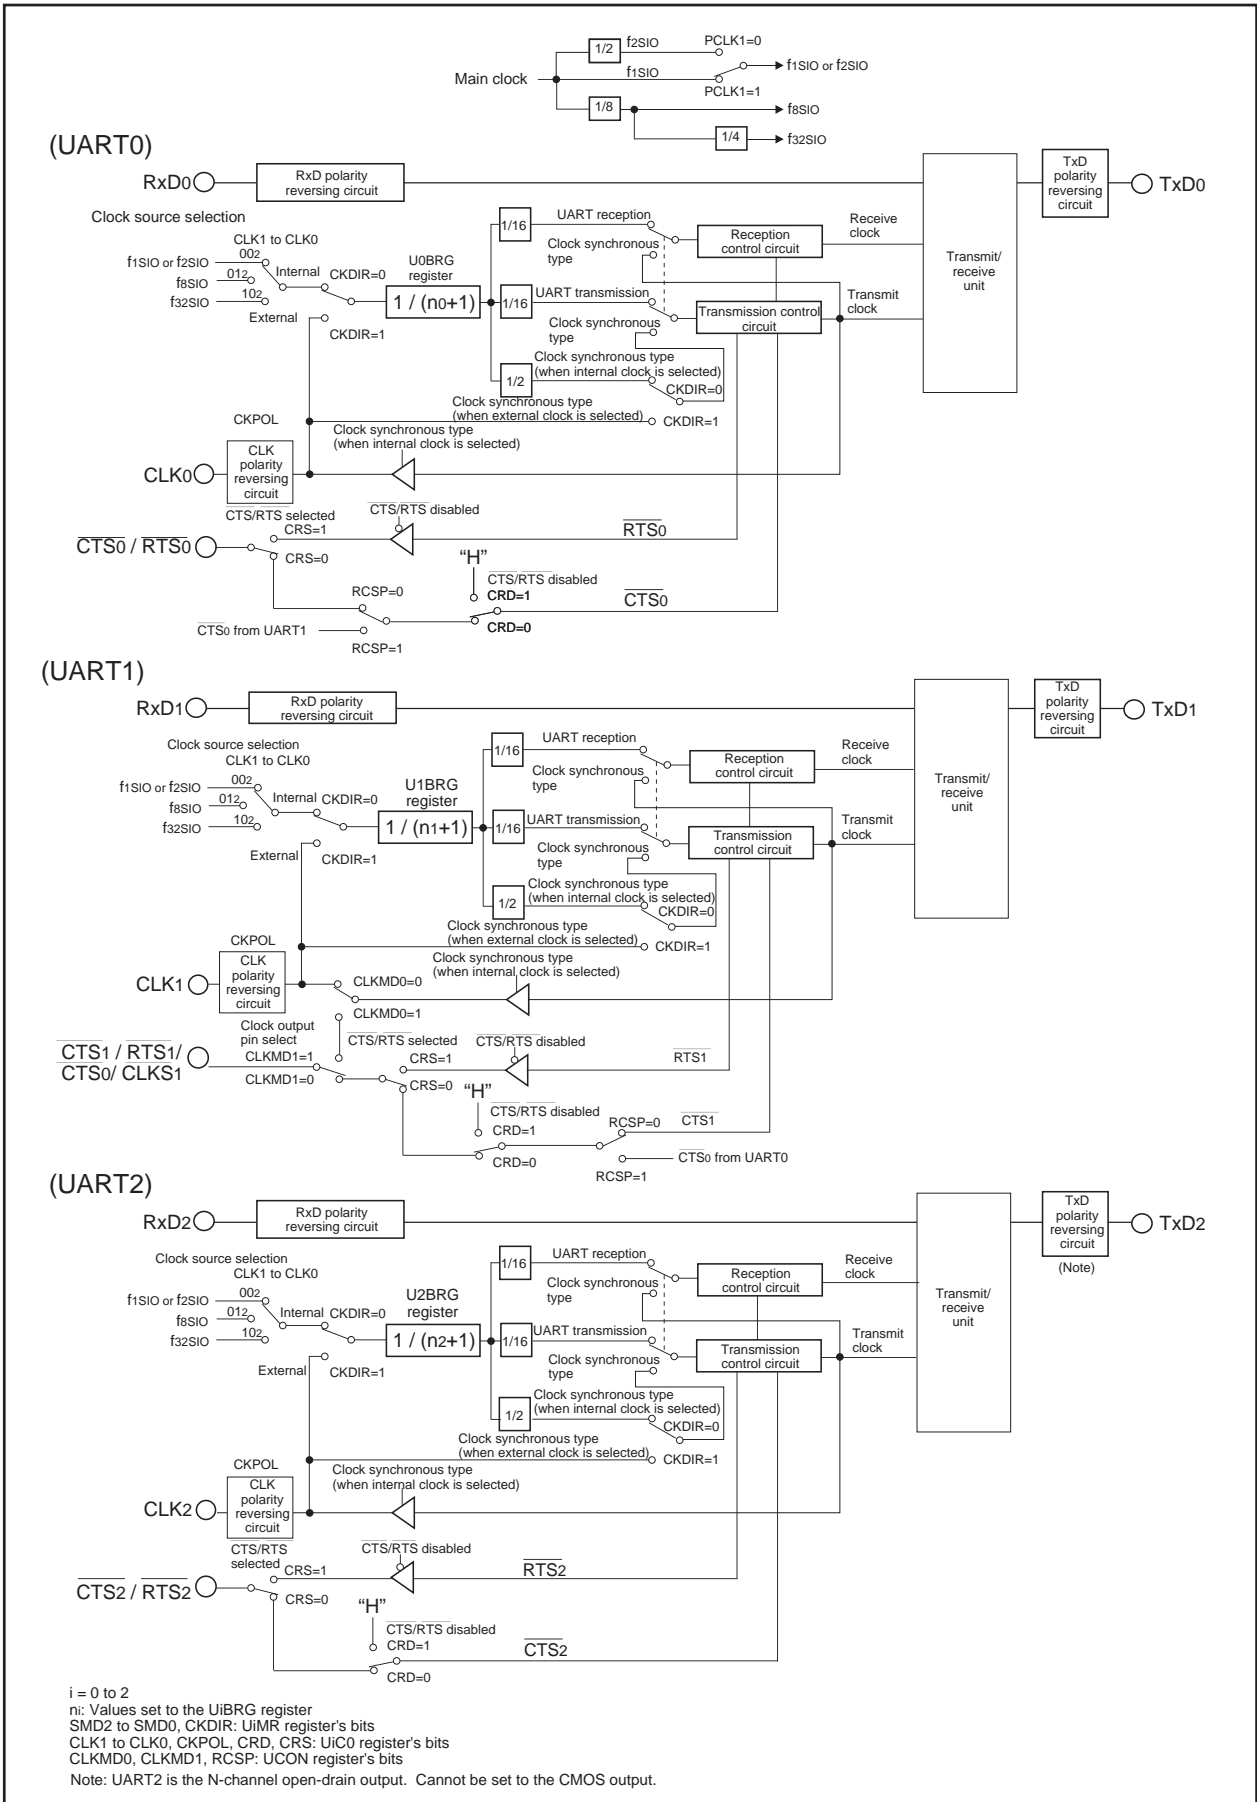 1/2
f2SIO
PCLK1=0
Main clock
f1SIO
f1SIO or f2SIO
PCLK1=1
1/8
f8SIO
1/4
f32SIO
(UART0)
RxD0
RxD polarity
reversing circuit
TxD
polarity
reversing
circuit
TxD0
Clock source selection
CLK1 to CLK0
f1SIO or f2SIO
002
f8SIO
012
f32SIO
102
Internal
CKDIR=0
External
CKDIR=1
U0BRG
register
1 / (n0+1)
1/16
UART reception
Clock synchronous
type
Reception
control circuit
Receive
clock
Transmit/
receive
unit
1/16
UART transmission
Clock synchronous
type
Transmission control
circuit
Transmit
clock
1/2
Clock synchronous type
(when internal clock is selected)
CKDIR=0
Clock synchronous type
(when external clock is selected)
CKDIR=1
CKPOL
Clock synchronous type
(when internal clock is selected)
CLK0
CLK
polarity
reversing
circuit
CTS/RTS selected
CTS/RTS disabled
CTS0 / RTS0
CRS=1
CRS=0
RTS0
"H"
CTS/RTS disabled
RCSP=0
CRD=1
CTS0
CTS0 from UART1
CRD=0
RCSP=1
(UART1)
RxD1
RxD polarity
reversing circuit
TxD
polarity
reversing
circuit
TxD1
Clock source selection
CLK1 to CLK0
f1SIO or f2SIO
002
f8SIO
012
f32SIO
102
Internal
CKDIR=0
External
CKDIR=1
U1BRG
register
1 / (n1+1)
1/16
UART reception
Clock synchronous
type
Reception
control circuit
Receive
clock
Transmit/
receive
unit
1/16
UART transmission
Clock synchronous
type
Transmission
control circuit
Transmit
clock
1/2
Clock synchronous type
(when internal clock is selected)
CKDIR=0
Clock synchronous type
(when external clock is selected)
CKDIR=1
CKPOL
Clock synchronous type
(when internal clock is selected)
CLK1
CLK
polarity
reversing
circuit
CLKMD0=0
CLKMD0=1
Clock output
pin select
CTS/RTS selected
CTS/RTS disabled
CTS1 / RTS1/
CTS0/ CLKS1
CLKMD1=1
CLKMD1=0
CRS=1
CRS=0
RTS1
"H"
CTS/RTS disabled
CRD=1
CRD=0
RCSP=0
CTS1
CTS0 from UART0
RCSP=1
(UART2)
RxD2
RxD polarity
reversing circuit
TxD
polarity
reversing
circuit
(Note)
TxD2
Clock source selection
CLK1 to CLK0
f1SIO or f2SIO
002
f8SIO
012
f32SIO
102
Internal
CKDIR=0
External
CKDIR=1
U2BRG
register
1 / (n2+1)
1/16
UART reception
Clock synchronous
type
Reception
control circuit
Receive
clock
Transmit/
receive
unit
1/16
UART transmission
Clock synchronous
type
Transmission
control circuit
Transmit
clock
1/2
Clock synchronous type
(when internal clock is selected)
CKDIR=0
Clock synchronous type
(when external clock is selected)
CKDIR=1
CKPOL
Clock synchronous type
(when internal clock is selected)
CLK2
CLK
polarity
reversing
circuit
CTS/RTS
selected
CTS/RTS disabled
CTS2 / RTS2
CRS=1
CRS=0
RTS2
"H"
CTS/RTS disabled
CRD=1
CTS2
CRD=0
i = 0 to 2
ni: Values set to the UiBRG register
SMD2 to SMD0, CKDIR: UiMR register's bits
CLK1 to CLK0, CKPOL, CRD, CRS: UiC0 register's bits
CLKMD0, CLKMD1, RCSP: UCON register's bits
Note: UART2 is the N-channel open-drain output. Cannot be set to the CMOS output.